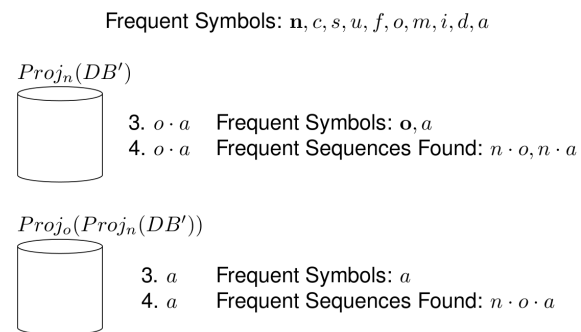 Frequent Symbols: n, c, s, u, f, o, m, i, d, a
Proj_n(DB′)
3. o · a Frequent Symbols: o, a
4. o · a Frequent Sequences Found: n · o, n · a
Proj_o(Proj_n(DB′))
3. a Frequent Symbols: a
4. a Frequent Sequences Found: n · o · a